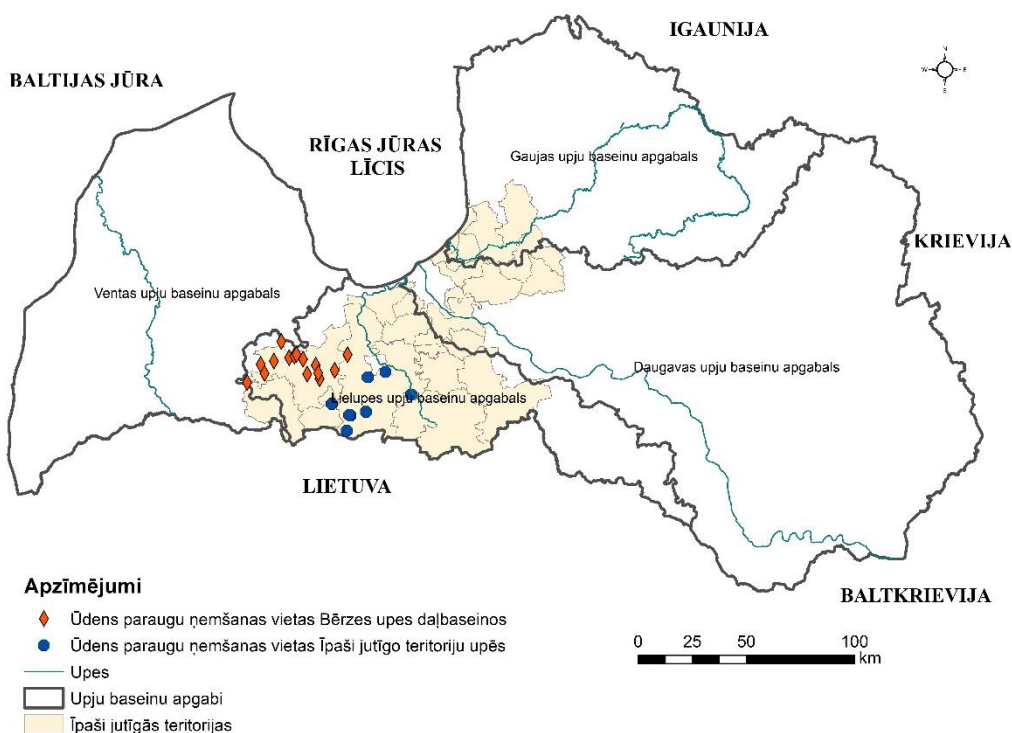 IGAUNIJA
BALTIJAS JŪRA
N
W
E
S
RĪGAS JŪRAS
LĪCIS
Gaujas upju baseinu apgabals
KRIEVIJA
Ventas upju baseinu apgabals
Daugavas upju baseinu apgabals
Lielupes upju baseinu apgabals
LIETUVA
BALTKRIEVIJA
Apzīmējumi
Ūdens paraugu ņemšanas vietas Bērzes upes daļbaseinos
Ūdens paraugu ņemšanas vietas Īpaši jutīgo teritoriju upēs
Upes
Upju baseinu apgabi
Īpaši jutīgās teritorijas
0 25 50 100
km